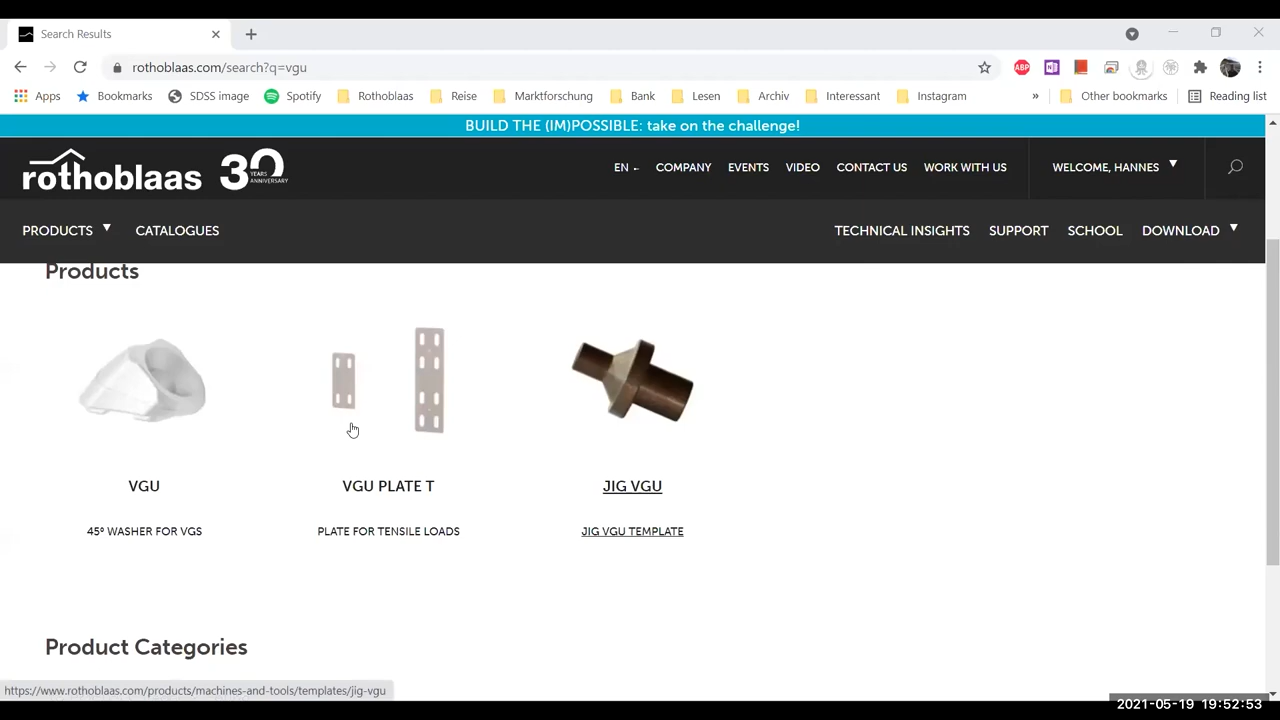 Search Results
rothoblaas.com/search?q=vgu
ABP
Apps Bookmarks SDSS image Spotify Rothoblaas Reise Marktforschung Bank Lesen Archiv Interessant Instagram » Other bookmarks Reading list
BUILD THE (IM)POSSIBLE: take on the challenge!
rothoblaas 30 YEARS ANNIVERSARY
EN COMPANY EVENTS VIDEO CONTACT US WORK WITH US WELCOME, HANNES
PRODUCTS CATALOGUES TECHNICAL INSIGHTS SUPPORT SCHOOL DOWNLOAD
Products
VGU VGU PLATE T JIG VGU
45º WASHER FOR VGS PLATE FOR TENSILE LOADS JIG VGU TEMPLATE
Product Categories
https://www.rothoblaas.com/products/machines-and-tools/templates/jig-vgu
2021-05-19 19:52:53